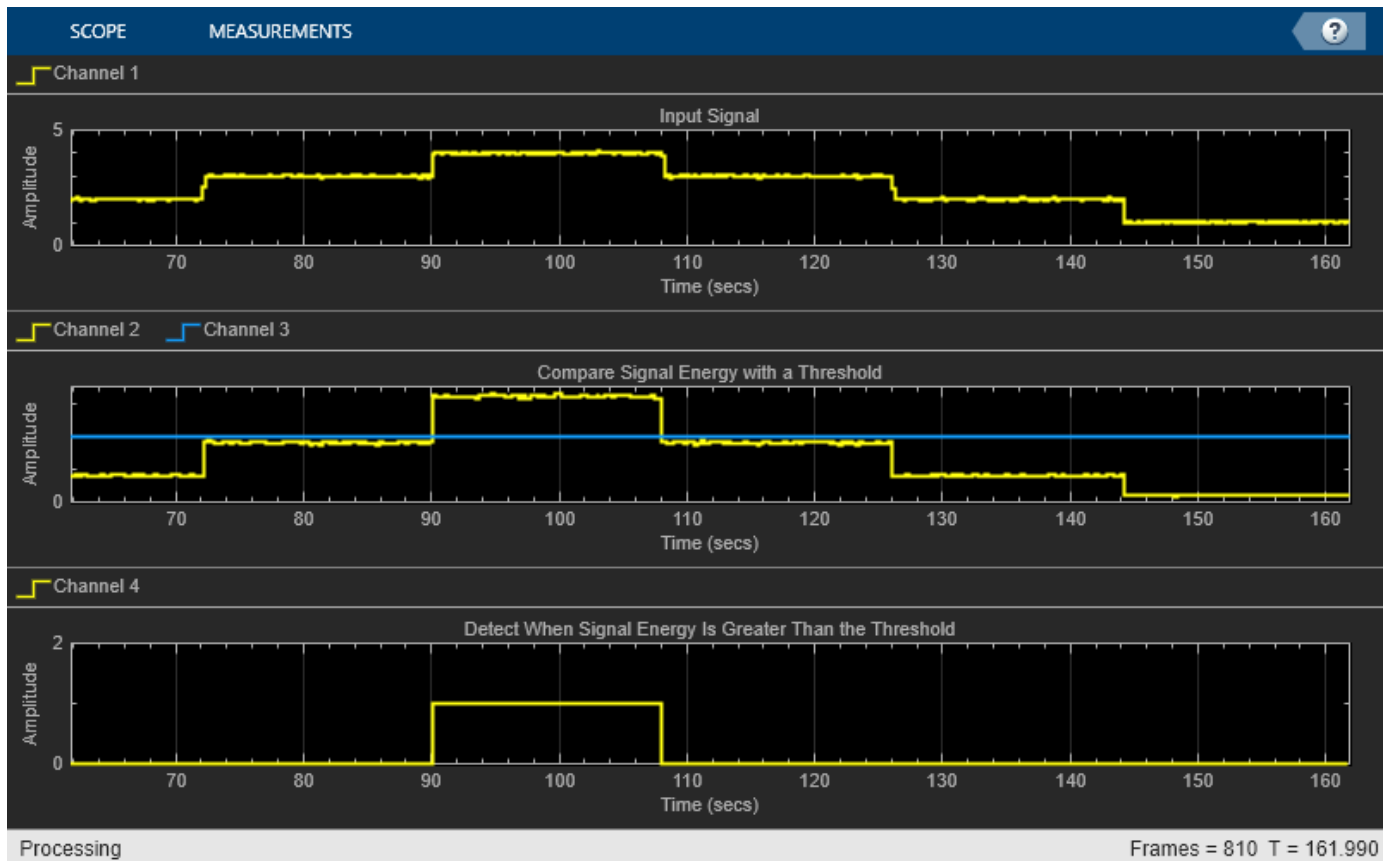 SCOPE MEASUREMENTS ?
Channel 1
Input Signal
5
Amplitude
0
70 80 90 100 110 120 130 140 150 160
Time (secs)
Channel 2 Channel 3
Compare Signal Energy with a Threshold
Amplitude
0
70 80 90 100 110 120 130 140 150 160
Time (secs)
Channel 4
Detect When Signal Energy Is Greater Than the Threshold
2
Amplitude
0
70 80 90 100 110 120 130 140 150 160
Time (secs)
Processing Frames = 810 T = 161.990